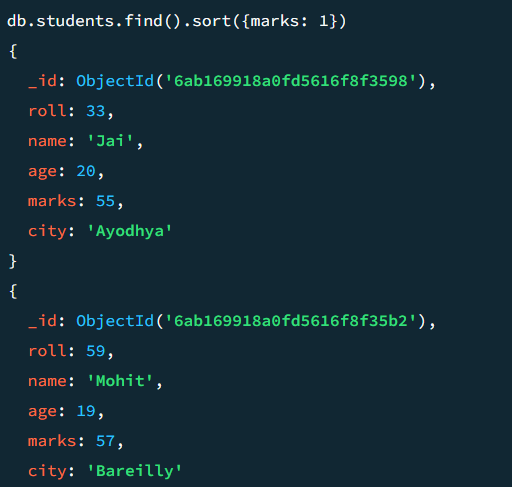 db.students.find().sort({marks: 1})
{
_id: ObjectId('6ab169918a0fd5616f8f3598'),
roll: 33,
name: 'Jai',
age: 20,
marks: 55,
city: 'Ayodhya'
}
{
_id: ObjectId('6ab169918a0fd5616f8f35b2'),
roll: 59,
name: 'Mohit',
age: 19,
marks: 57,
city: 'Bareilly'